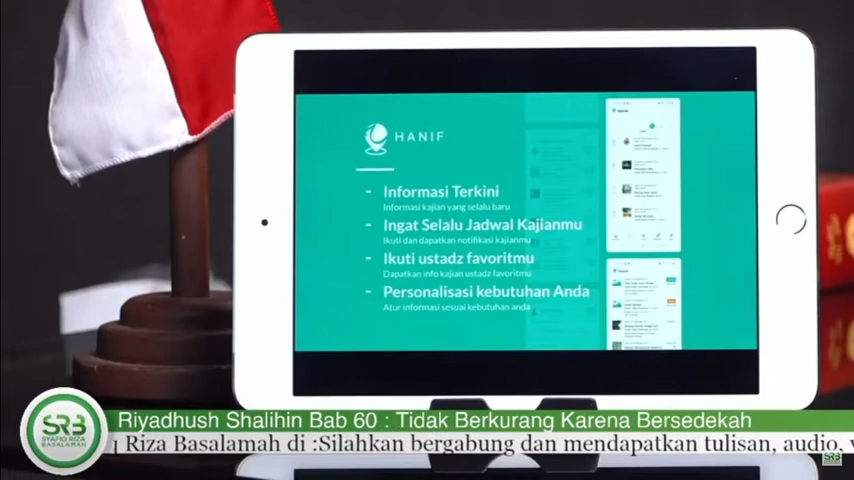 HANIF
- Informasi Terkini
Informasi kajian yang selalu baru
- Ingat Selalu Jadwal Kajianmu
Ikuti dan dapatkan notifikasi kajianmu
- Ikuti ustadz favoritmu
Dapatkan info kajian ustadz favoritmu
- Personalisasi kebutuhan Anda
Atur informasi sesuai kebutuhan anda
SRB
SYAFIQ RIZA
BASALAMAH
Riyadhush Shalihin Bab 60 : Tidak Berkurang Karena Bersedekah
Riza Basalamah di :Silahkan bergabung dan mendapatkan tulisan, audio,
SRB